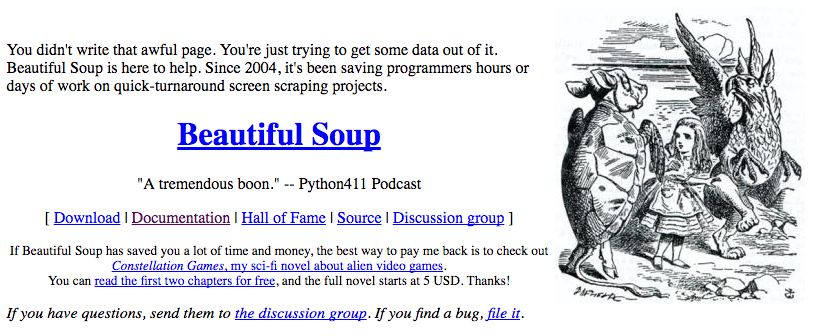 You didn't write that awful page. You're just trying to get some data out of it.
Beautiful Soup is here to help. Since 2004, it's been saving programmers hours or
days of work on quick-turnaround screen scraping projects.
Beautiful Soup
"A tremendous boon." -- Python411 Podcast
[ Download | Documentation | Hall of Fame | Source | Discussion group ]
If Beautiful Soup has saved you a lot of time and money, the best way to pay me back is to check out
Constellation Games, my sci-fi novel about alien video games.
You can read the first two chapters for free, and the full novel starts at 5 USD. Thanks!
If you have questions, send them to the discussion group. If you find a bug, file it.